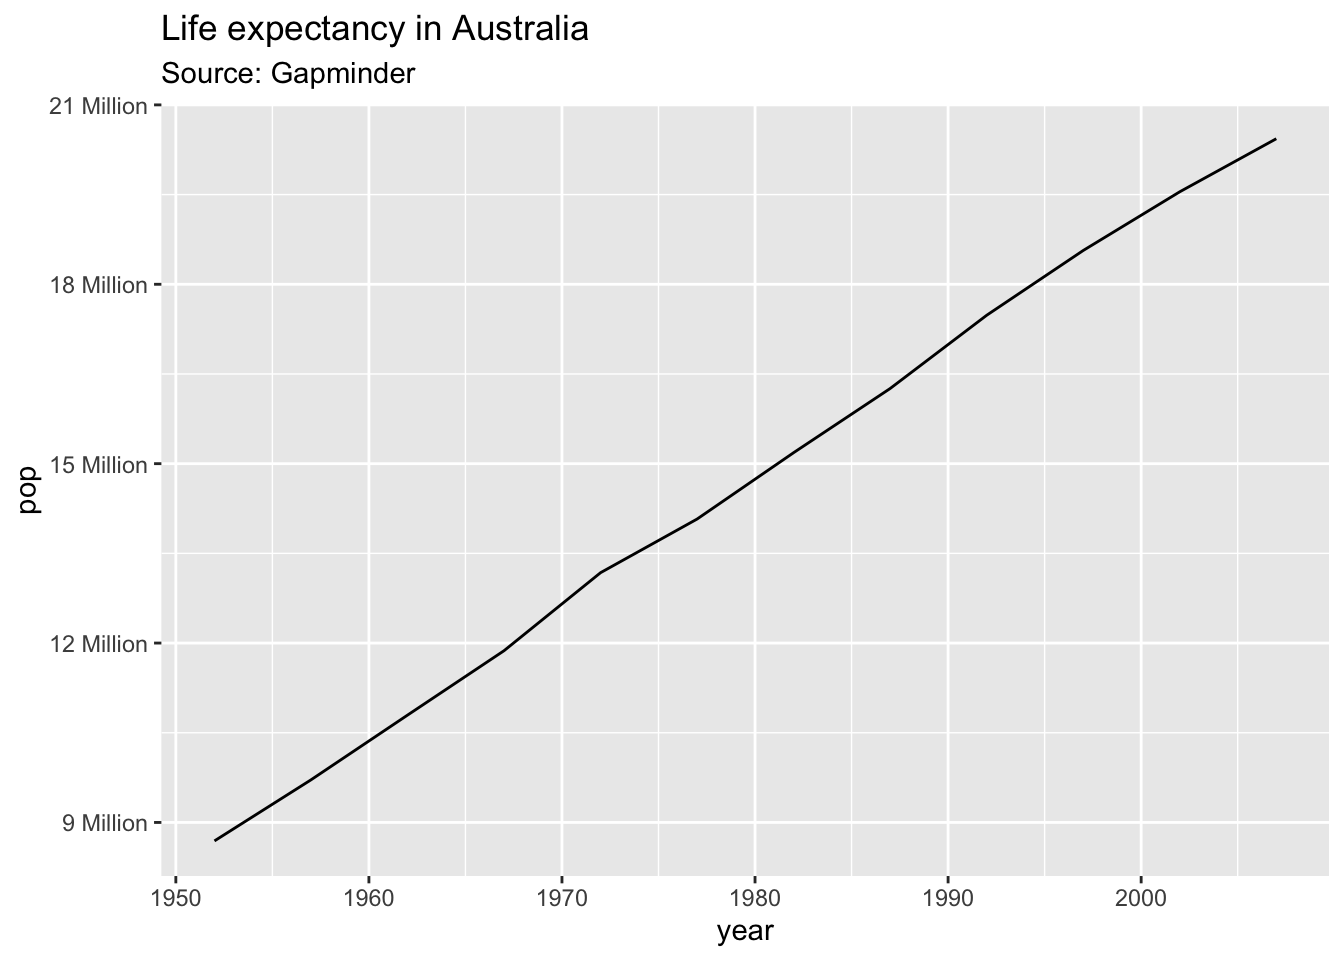 Life expectancy in Australia
Source: Gapminder
21 Million
18 Million
15 Million
12 Million
9 Million
pop
1950 1960 1970 1980 1990 2000
year